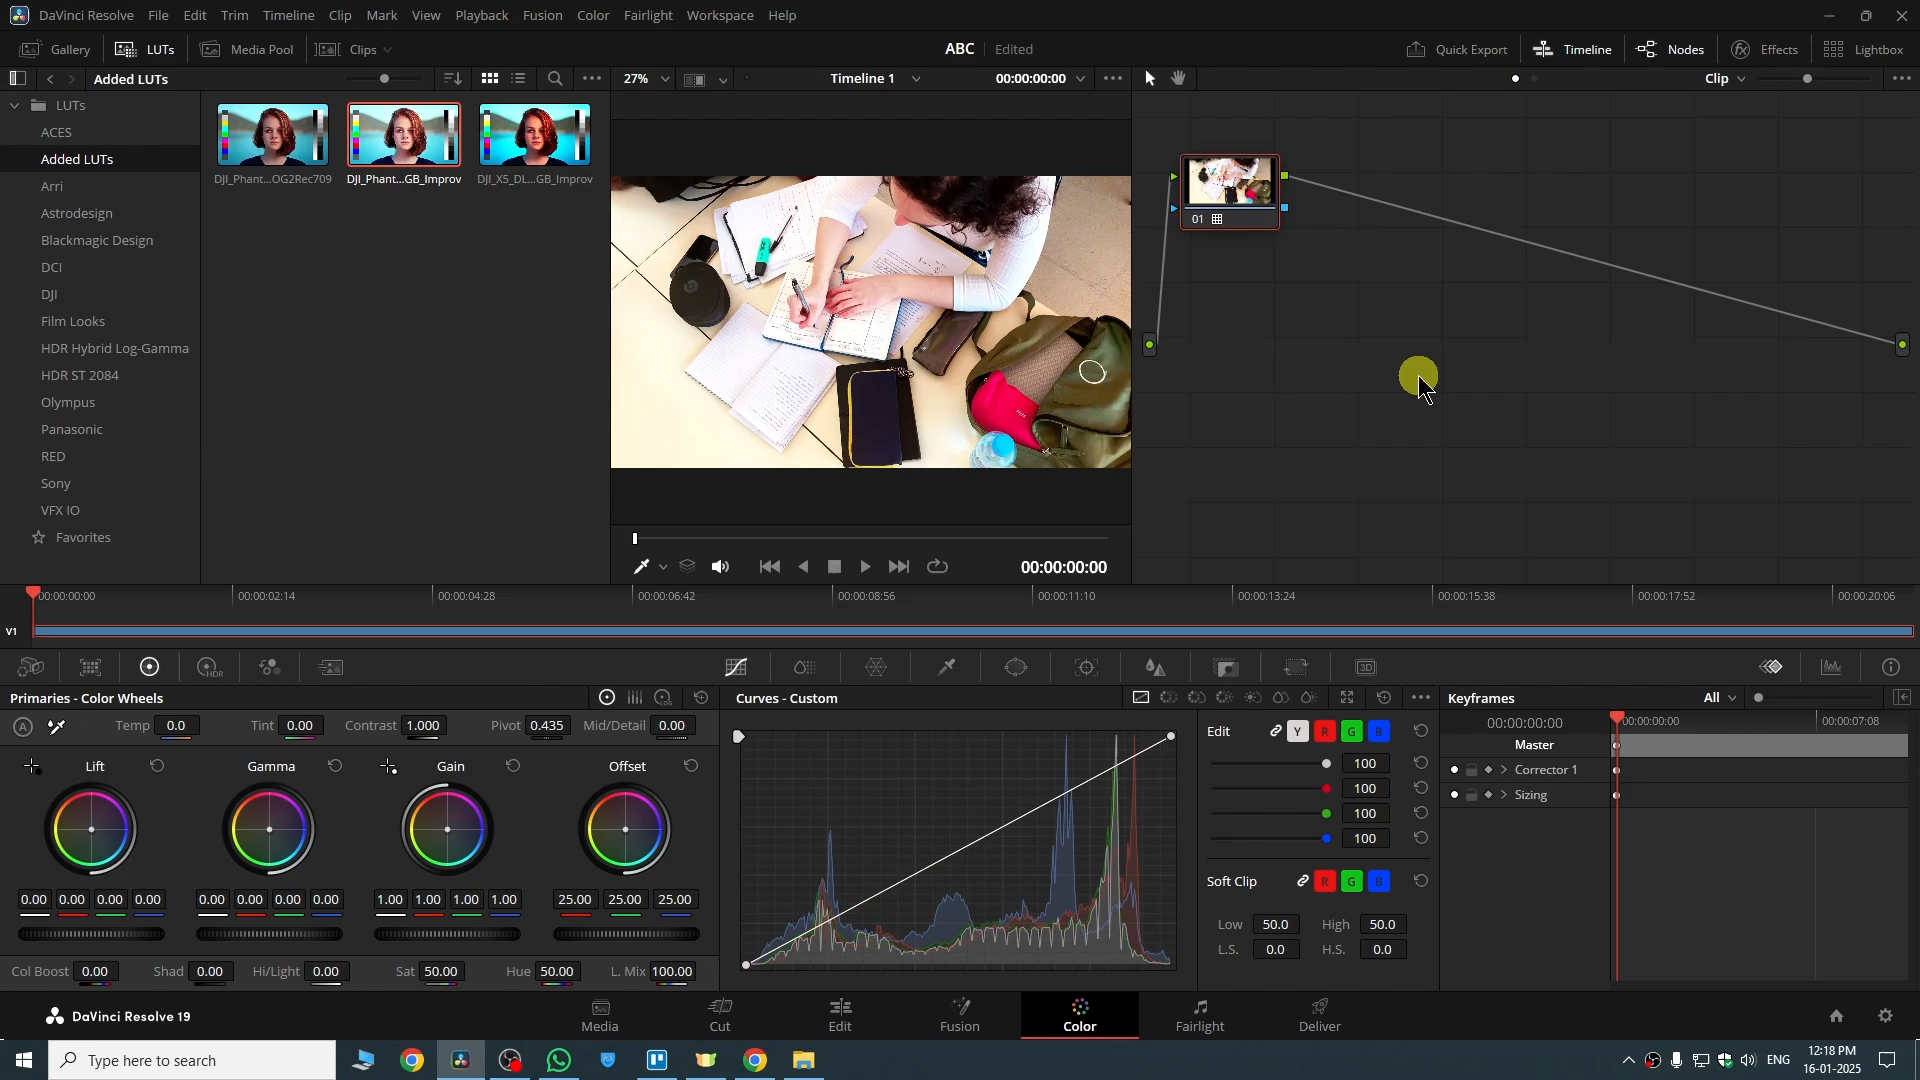 DaVinci Resolve File Edit Trim Timeline Clip Mark View Playback Fusion Color Fairlight Workspace Help
Gallery LUTs Media Pool Clips ABC Edited Quick Export Timeline Nodes Effects Lightbox
Added LUTs 27% Timeline 1 00:00:00:00 Clip
LUTs
ACES
Added LUTs
Arri
Astrodesign
Blackmagic Design
DCI
DJI
Film Looks
HDR Hybrid Log-Gamma
HDR ST 2084
Olympus
Panasonic
RED
Sony
VFX IO
Favorites
DJI_Phant...OG2Rec709 DJI_Phant...GB_Improv DJI_X5_DL...GB_Improv
01
00:00:00:00
00:00:00:00 00:00:02:14 00:00:04:28 00:00:06:42 00:00:08:56 00:00:11:10 00:00:13:24 00:00:15:38 00:00:17:52 00:00:20:06
V1
HDR 3D
Primaries - Color Wheels LOG
A Temp 0.0 Tint 0.00 Contrast 1.000 Pivot 0.435 Mid/Detail 0.00
Lift Gamma Gain Offset
0.00 0.00 0.00 0.00 0.00 0.00 0.00 0.00 1.00 1.00 1.00 1.00 25.00 25.00 25.00
Col Boost 0.00 Shad 0.00 Hi/Light 0.00 Sat 50.00 Hue 50.00 L. Mix 100.00
Curves - Custom
Edit Y R G B
100
100
100
100
Soft Clip R G B
Low 50.0 High 50.0
L.S. 0.0 H.S. 0.0
Keyframes All
00:00:00:00 00:00:00:00 00:00:07:08
Master
Corrector 1
Sizing
DaVinci Resolve 19 Media Cut Edit Fusion Color Fairlight Deliver
Type here to search ENG 12:18 PM
16-01-2025